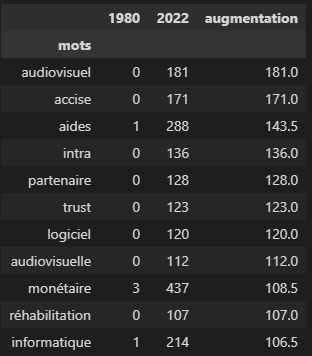 1980 2022 augmentation
mots
audiovisuel 0 181 181.0
accise 0 171 171.0
aides 1 288 143.5
intra 0 136 136.0
partenaire 0 128 128.0
trust 0 123 123.0
logiciel 0 120 120.0
audiovisuelle 0 112 112.0
monétaire 3 437 108.5
réhabilitation 0 107 107.0
informatique 1 214 106.5